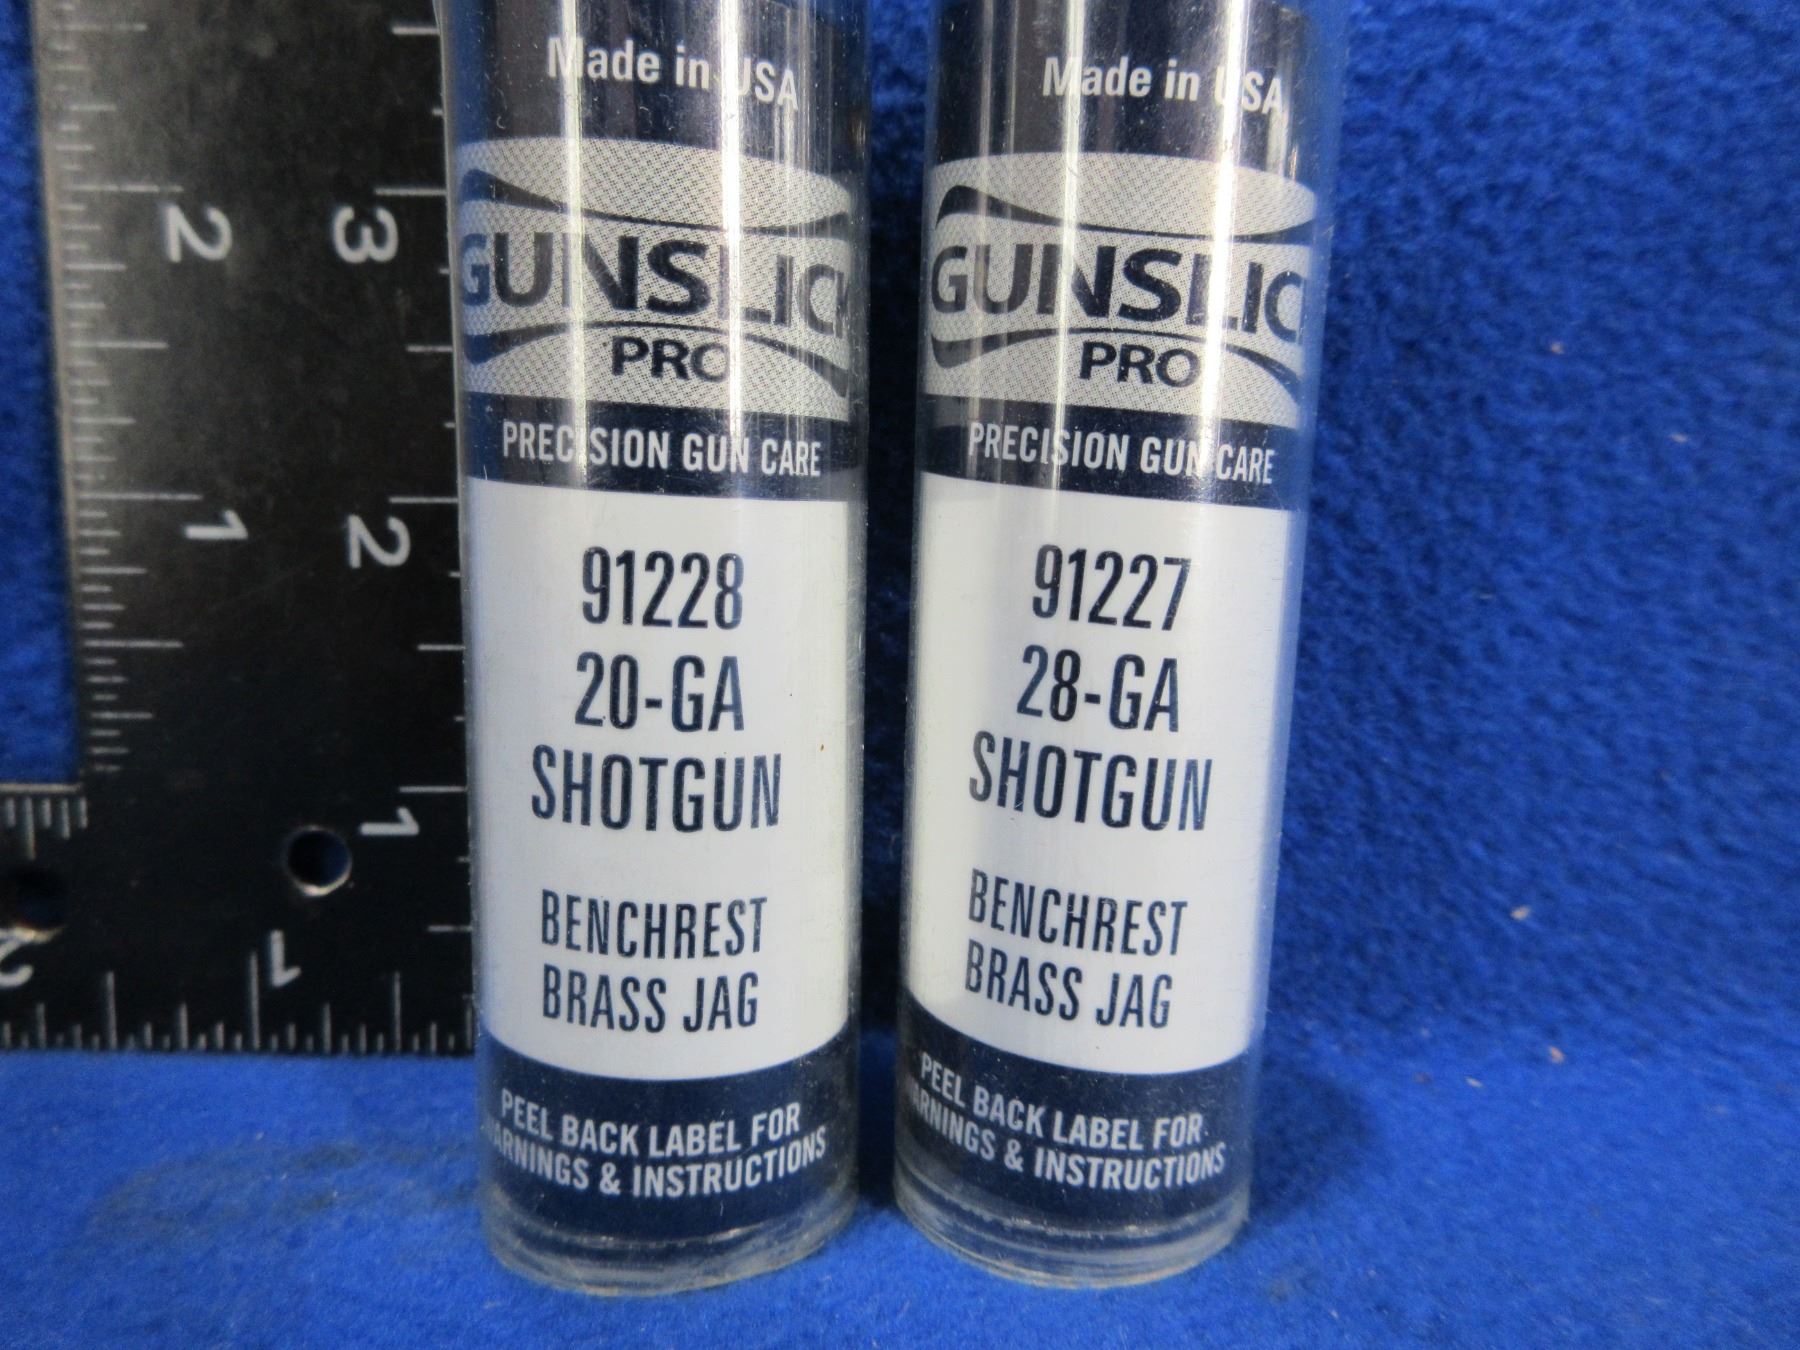 Made in USA
GUNSLICK
PRO
PRECISION GUN CARE
91228
20-GA
SHOTGUN
BENCHREST
BRASS JAG
PEEL BACK LABEL FOR
WARNINGS & INSTRUCTIONS
Made in USA
GUNSLIC
PRO
PRECISION GUN CARE
91227
28-GA
SHOTGUN
BENCHREST
BRASS JAG
PEEL BACK LABEL FOR
WARNINGS & INSTRUCTIONS
2 3
1 2
1
2 1